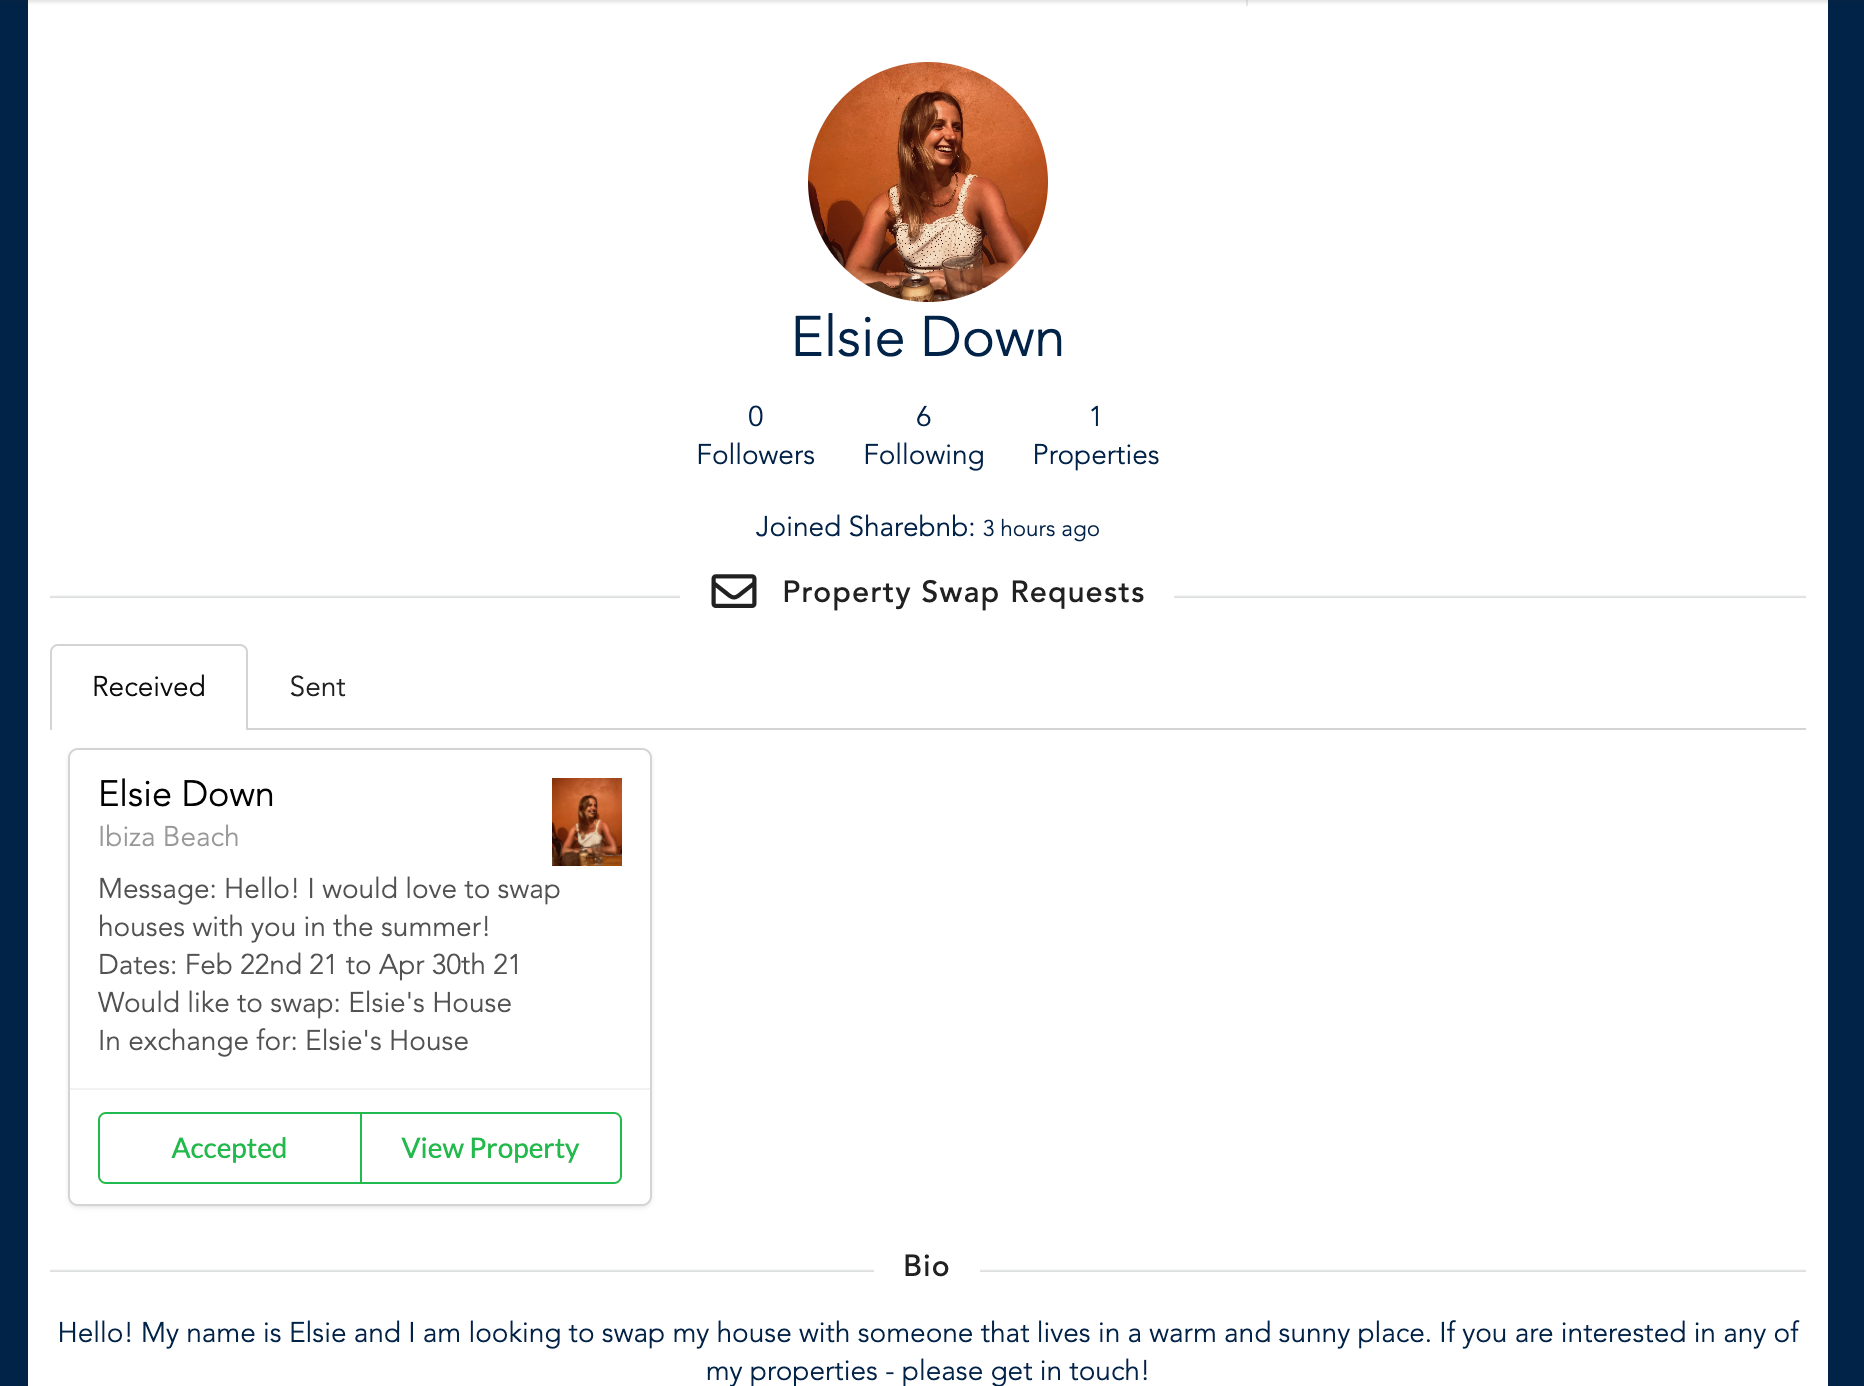 Elsie Down
0 6 1
Followers Following Properties
Joined Sharebnb: 3 hours ago
Property Swap Requests
Received Sent
Elsie Down
Ibiza Beach
Message: Hello! I would love to swap
houses with you in the summer!
Dates: Feb 22nd 21 to Apr 30th 21
Would like to swap: Elsie's House
In exchange for: Elsie's House
Accepted View Property
Bio
Hello! My name is Elsie and I am looking to swap my house with someone that lives in a warm and sunny place. If you are interested in any of
my properties - please get in touch!